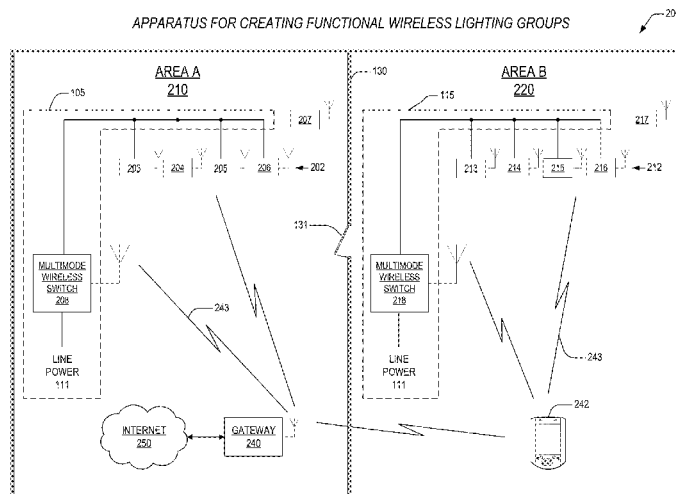 APPARATUS FOR CREATING FUNCTIONAL WIRELESS LIGHTING GROUPS
20
AREA A
210
130
AREA B
220
105
115
207
217
203 204 205 206 202
213 214 215 216 212
131
MULTIMODE
WIRELESS
SWITCH
208
MULTIMODE
WIRELESS
SWITCH
218
243
243
LINE
POWER
111
LINE
POWER
111
242
INTERNET
250
GATEWAY
240